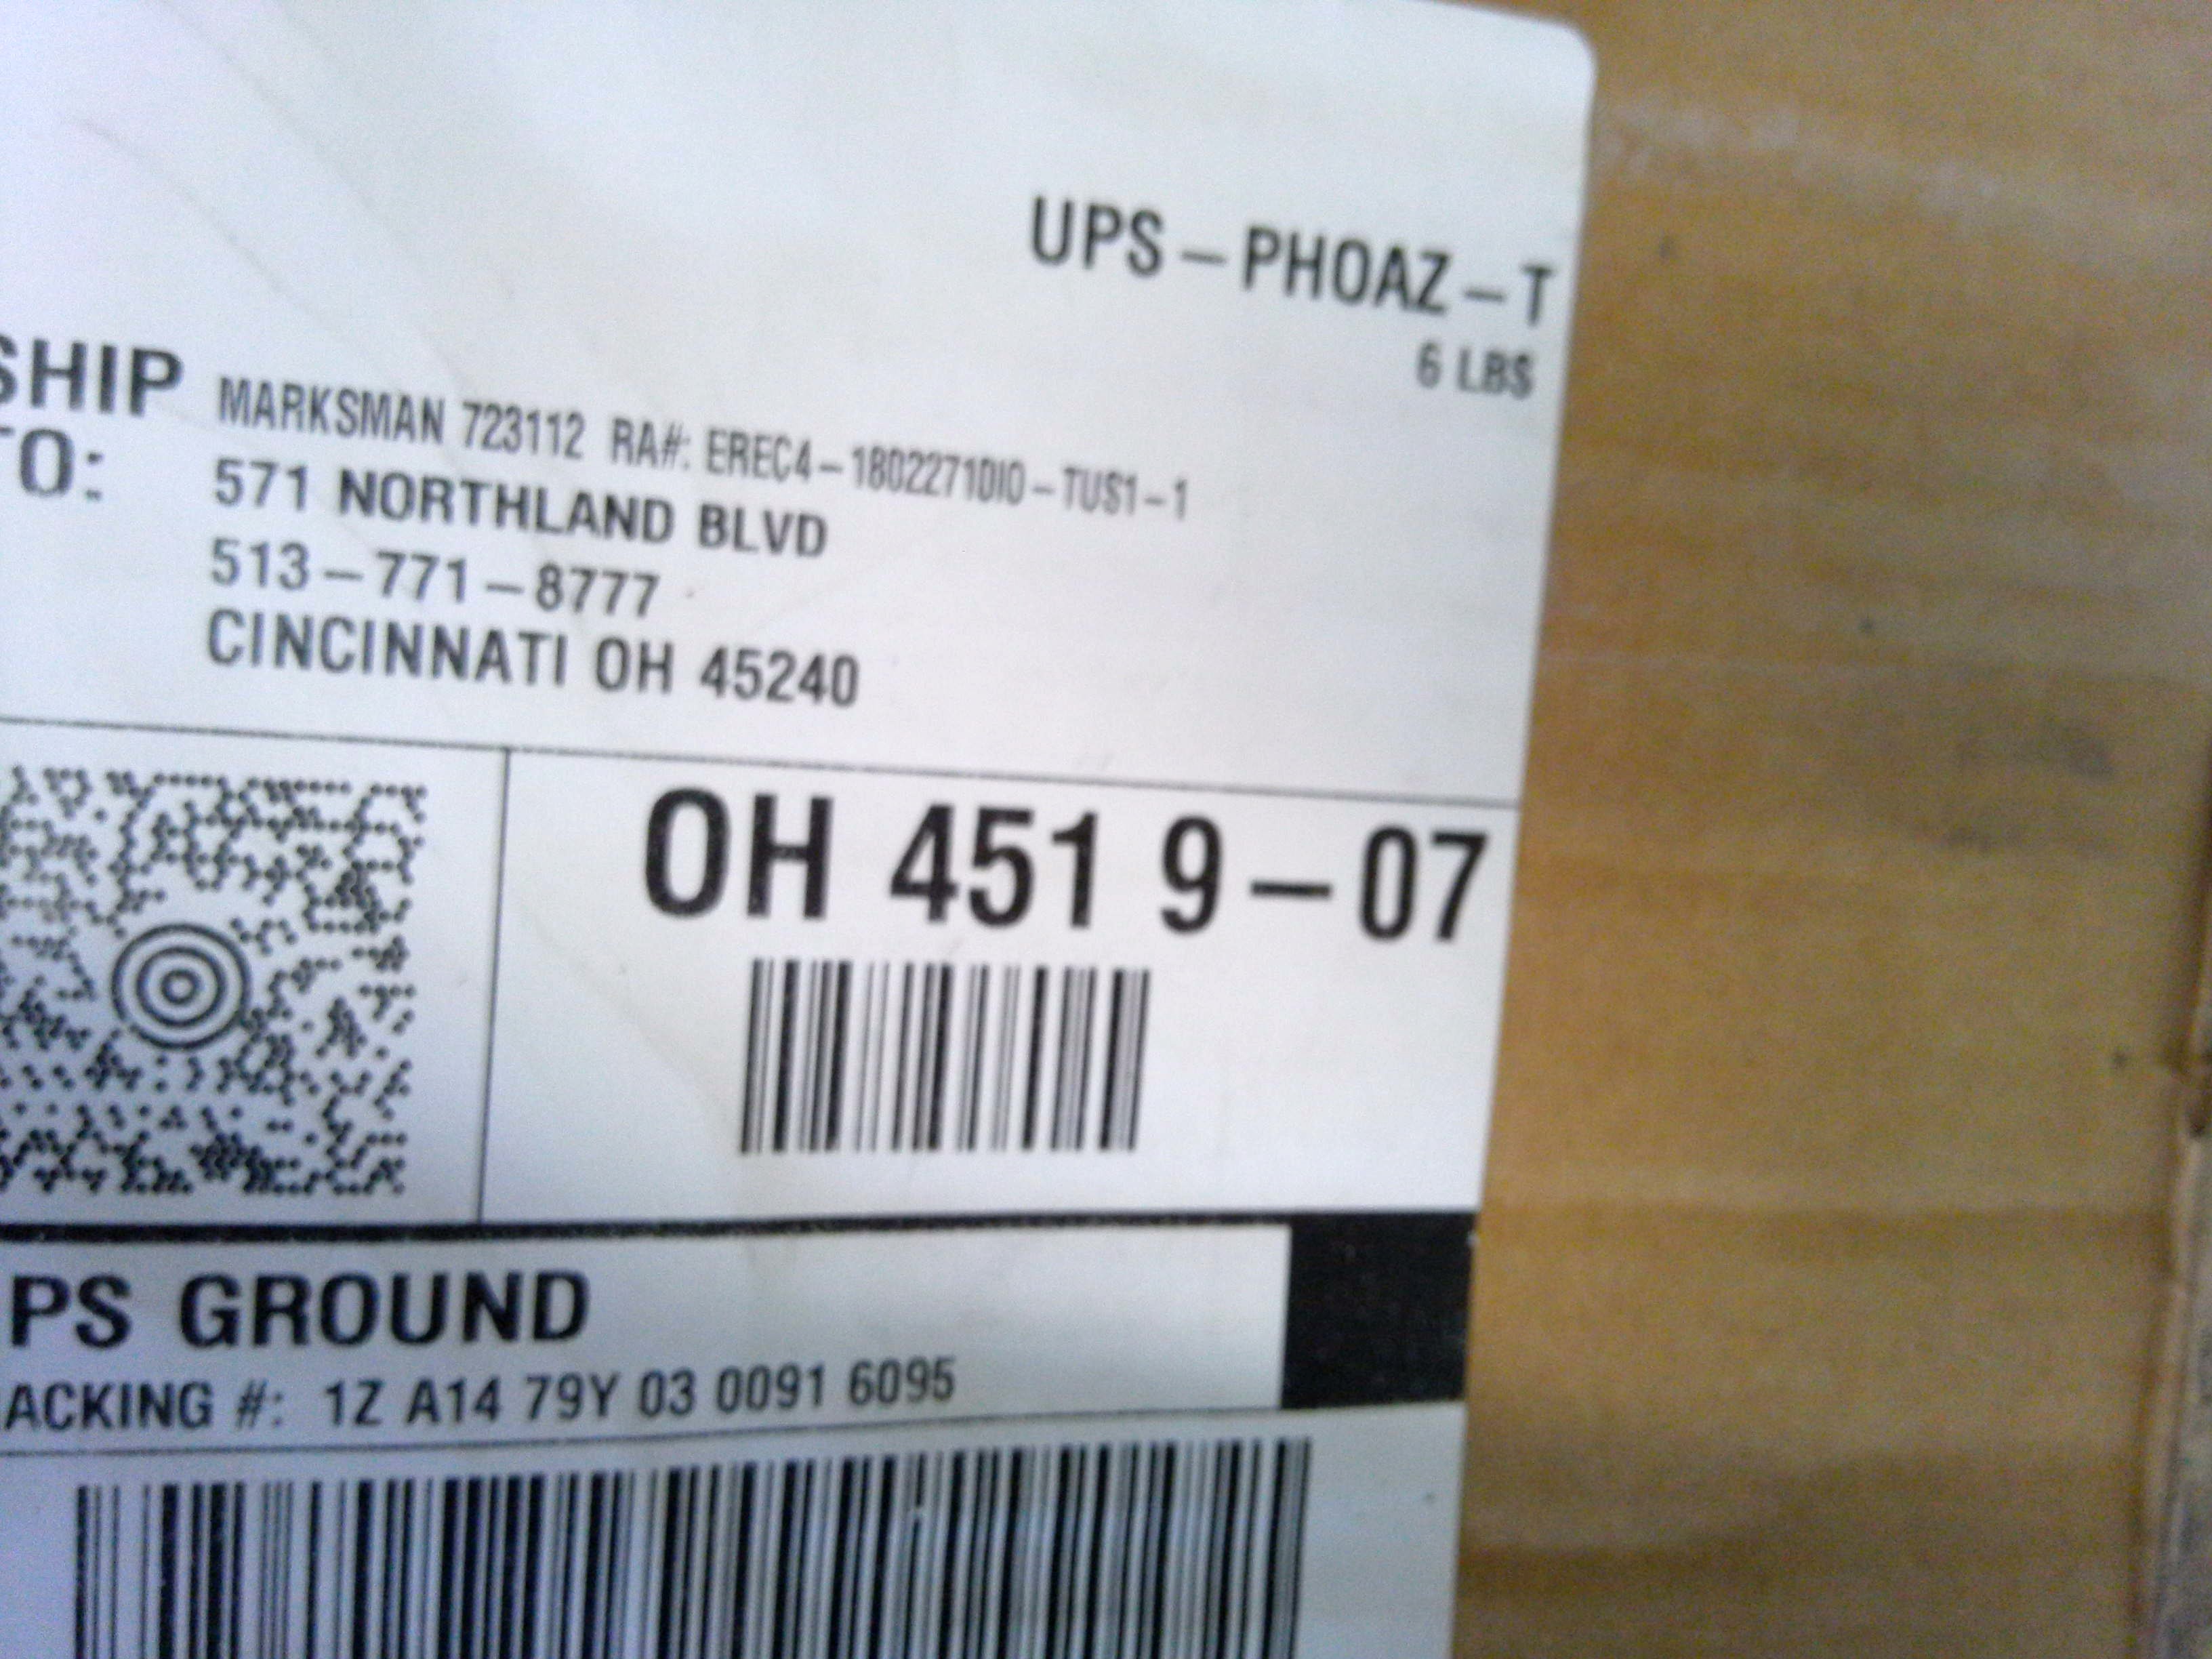 UPS – PHOAZ – T
6 LBS
SHIP MARKSMAN 723112 RA#: EREC4–180227101O–TUS1–1
TO: 571 NORTHLAND BLVD
513–771–8777
CINCINNATI OH 45240
OH 451 9–07
PS GROUND
ACKING #: 1Z A14 79Y 03 0091 6095